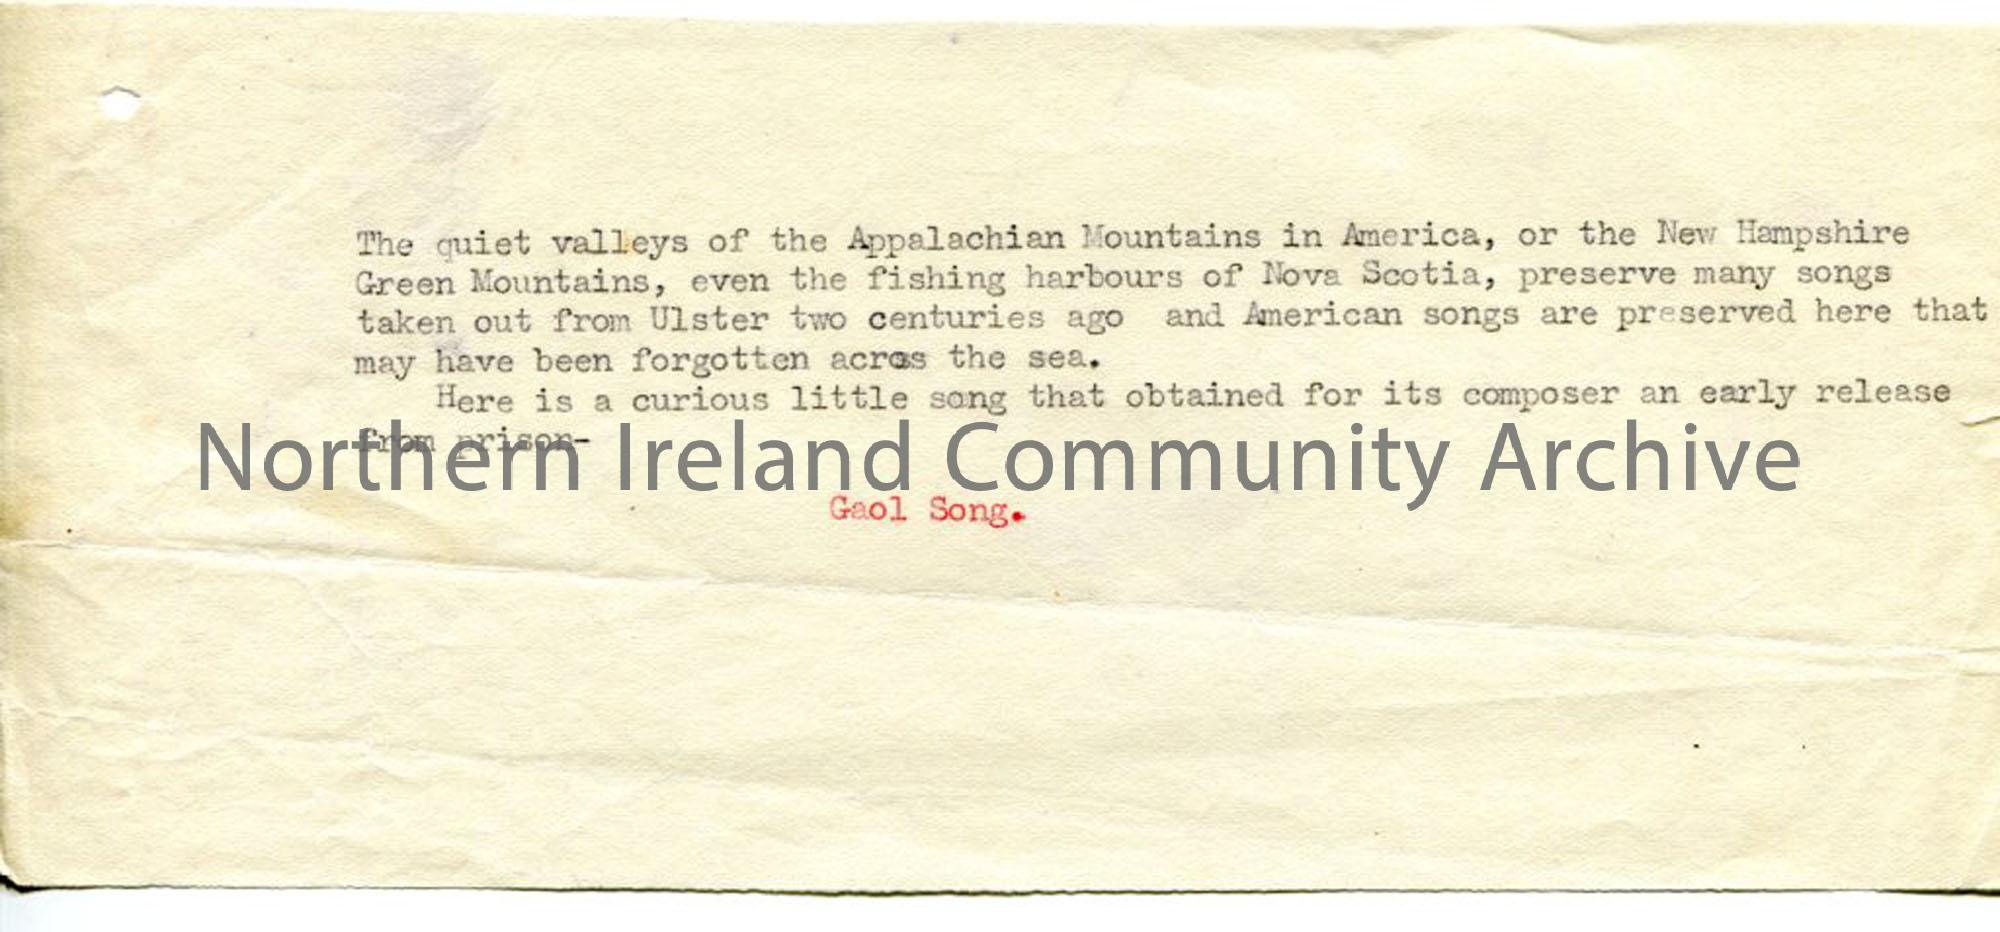 The quiet valleys of the Appalachian Mountains in America, or the New Hampshire
Green Mountains, even the fishing harbours of Nova Scotia, preserve many songs
taken out from Ulster two centuries ago and American songs are preserved here that
may have been forgotten across the sea.
Here is a curious little song that obtained for its composer an early release
from prison-
Northern Ireland Community Archive
Gaol Song.